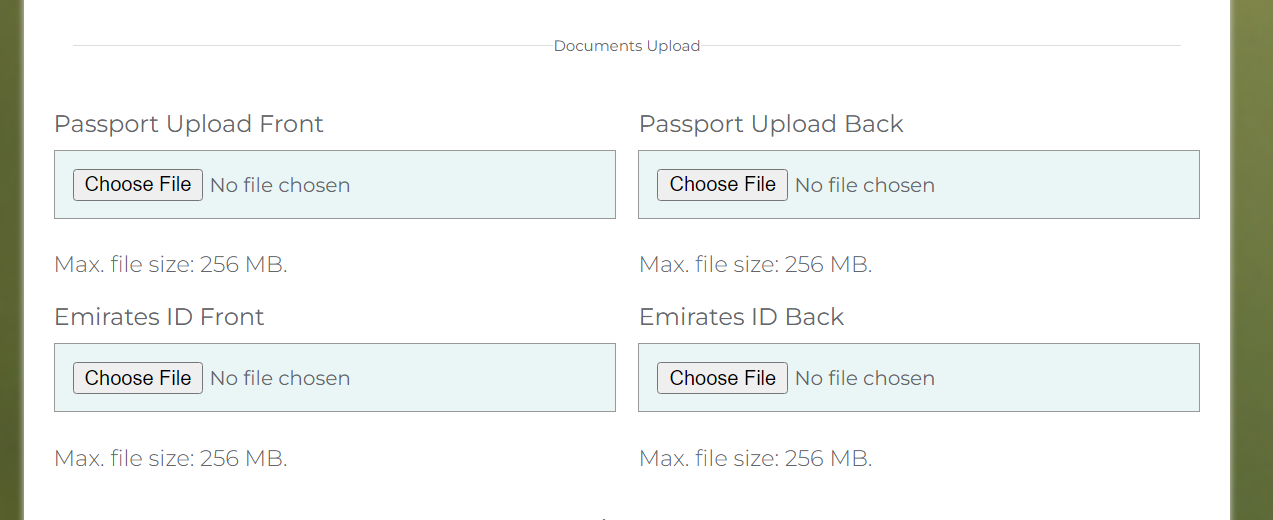 Documents Upload
Passport Upload Front
Passport Upload Back
Choose File No file chosen
Choose File No file chosen
Max. file size: 256 MB.
Max. file size: 256 MB.
Emirates ID Front
Emirates ID Back
Choose File No file chosen
Choose File No file chosen
Max. file size: 256 MB.
Max. file size: 256 MB.